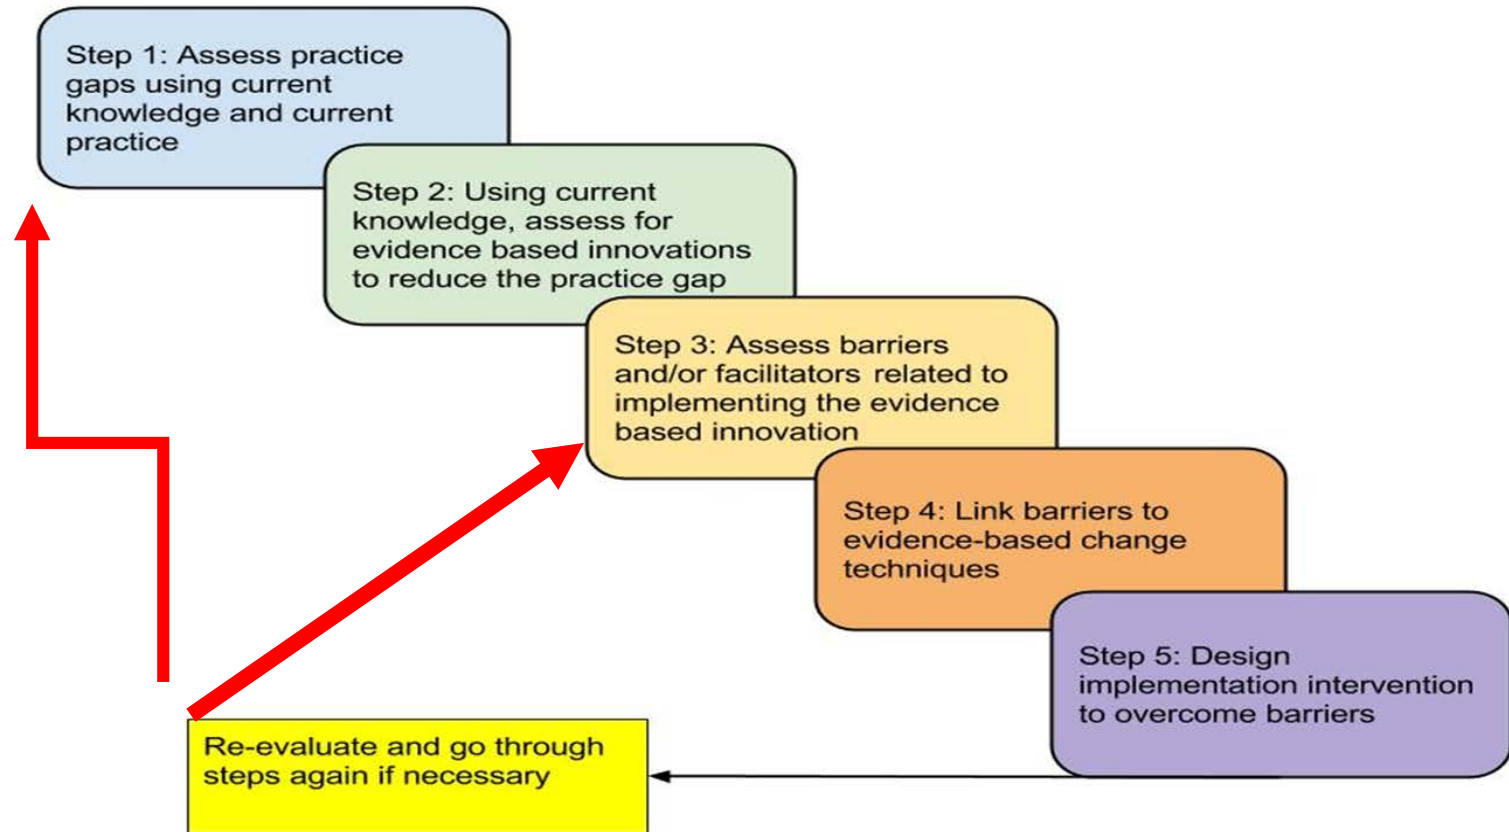 Step 1: Assess practice
gaps using current
knowledge and current
practice
Step 2: Using current
knowledge, assess for
evidence based innovations
to reduce the practice gap
Step 3: Assess barriers
and/or facilitators related to
implementing the evidence
based innovation
Step 4: Link barriers to
evidence-based change
techniques
Step 5: Design
implementation intervention
to overcome barriers
Re-evaluate and go through
steps again if necessary